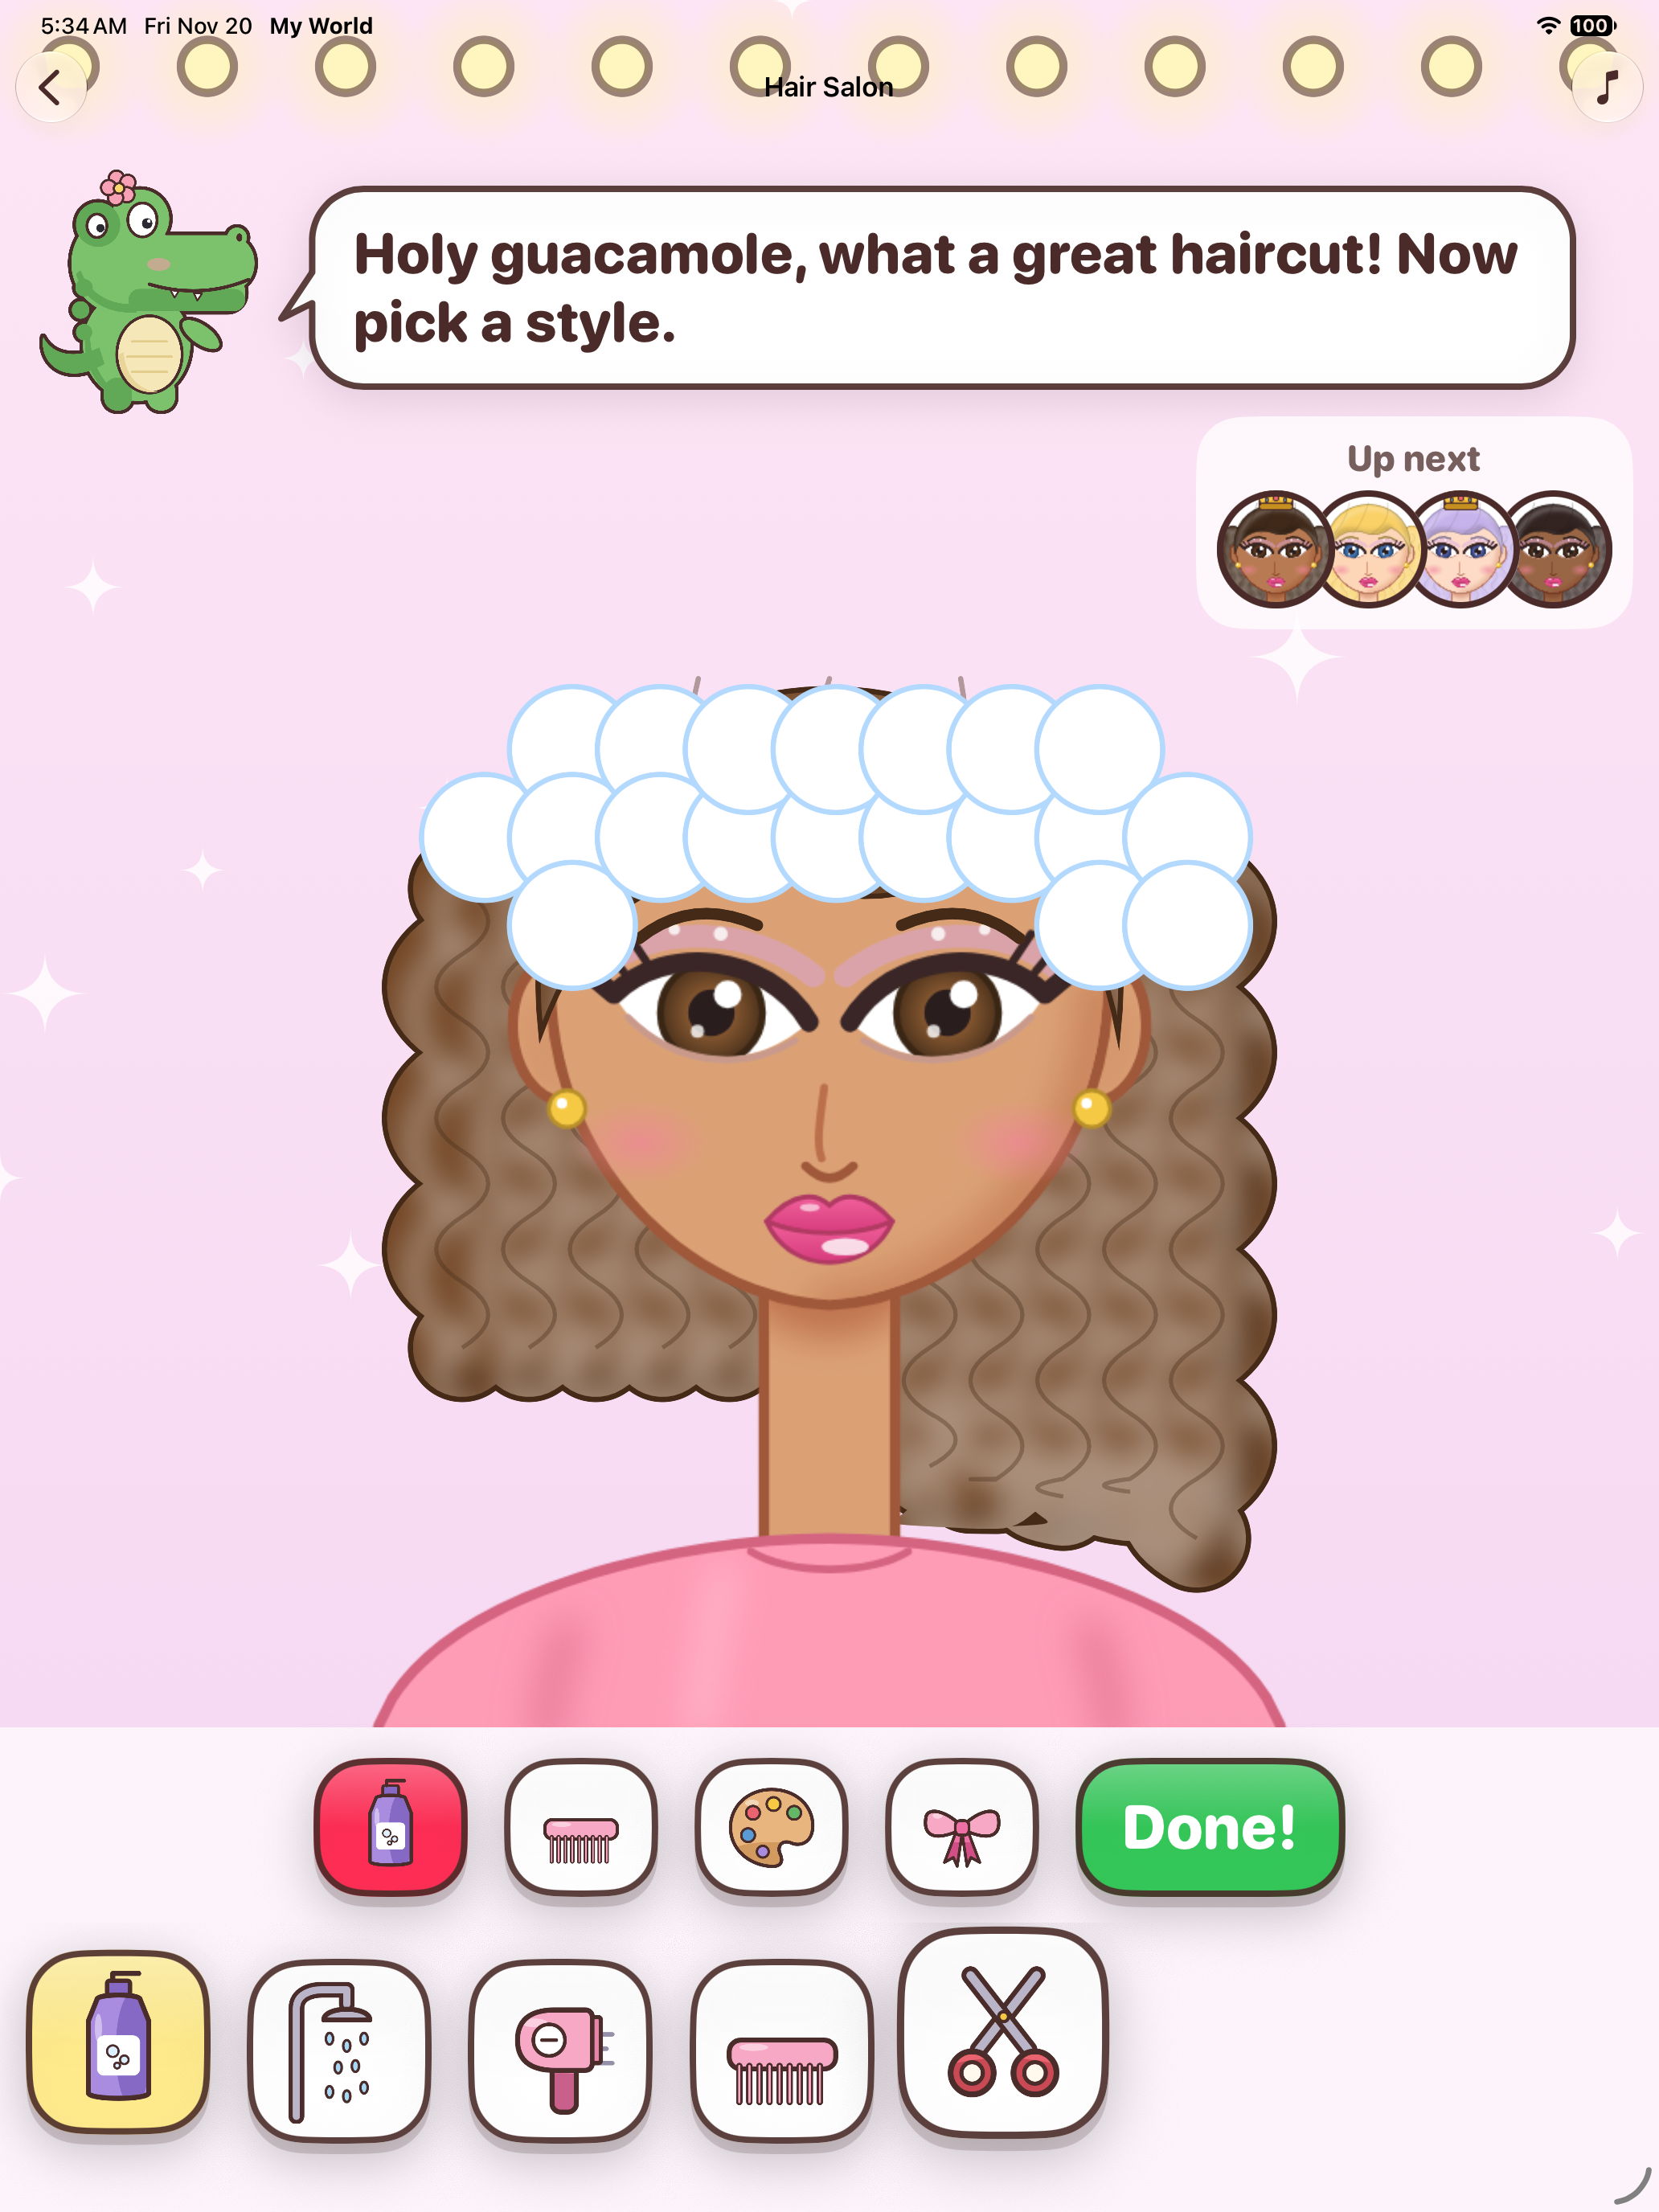 5:34 AM Fri Nov 20 My World
100
Hair Salon
Holy guacamole, what a great haircut! Now
pick a style.
Up next
Done!